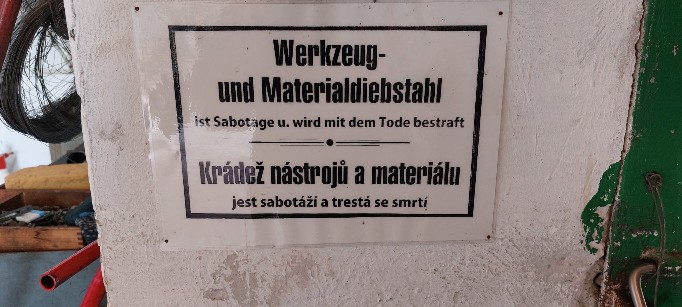 Werkzeug-
und Materialdiebstahl
ist Sabotage u. wird mit dem Tode bestraft
Krádež nástrojů a materiálu
jest sabotáží a trestá se smrtí